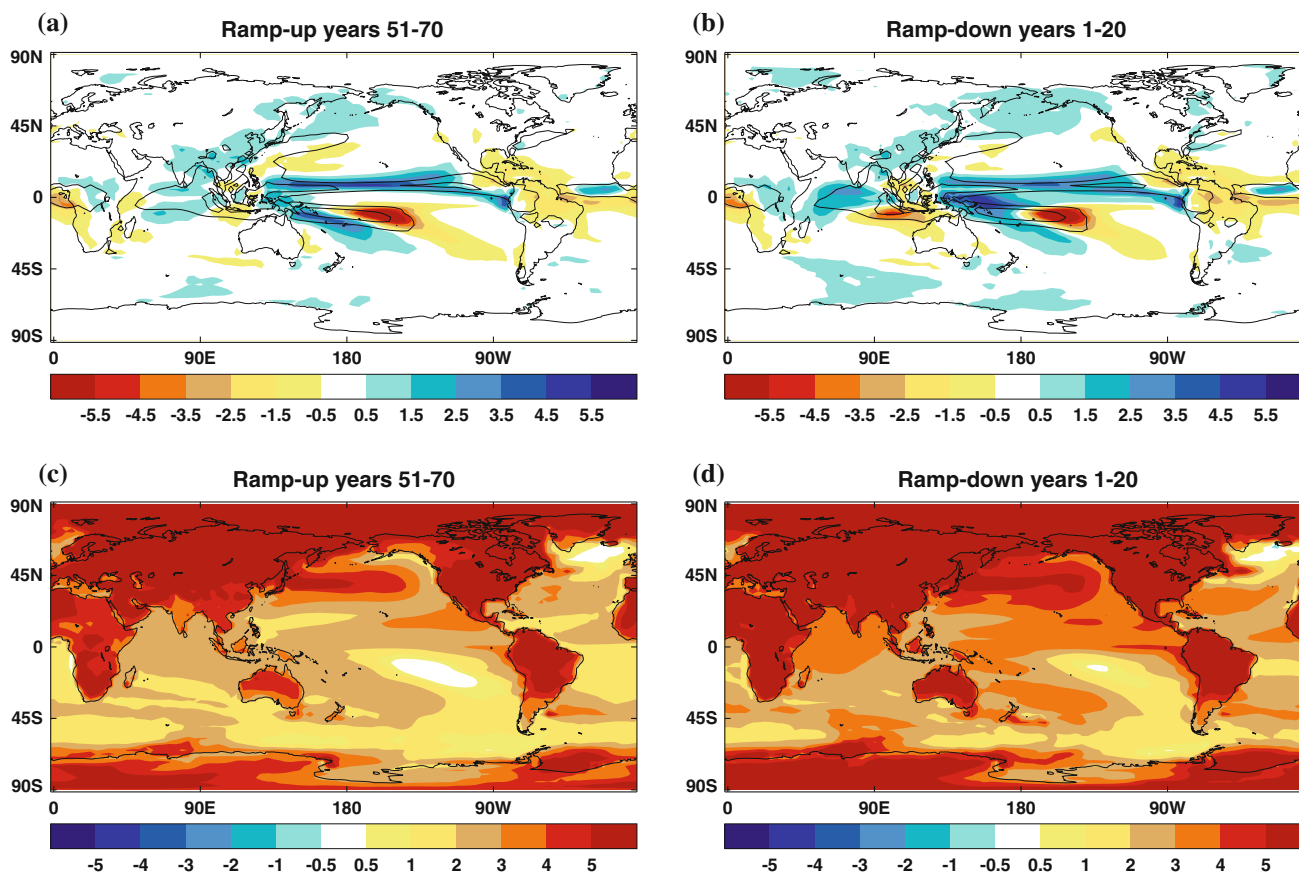 (a)
Ramp-up years 51-70
90N
45N
0
45S
90S
0 90E 180 90W
-5.5 -4.5 -3.5 -2.5 -1.5 -0.5 0.5 1.5 2.5 3.5 4.5 5.5
(b)
Ramp-down years 1-20
90N
45N
0
45S
90S
0 90E 180 90W
-5.5 -4.5 -3.5 -2.5 -1.5 -0.5 0.5 1.5 2.5 3.5 4.5 5.5
(c)
Ramp-up years 51-70
90N
45N
0
45S
90S
0 90E 180 90W
-5 -4 -3 -2 -1 -0.5 0.5 1 2 3 4 5
(d)
Ramp-down years 1-20
90N
45N
0
45S
90S
0 90E 180 90W
-5 -4 -3 -2 -1 -0.5 0.5 1 2 3 4 5